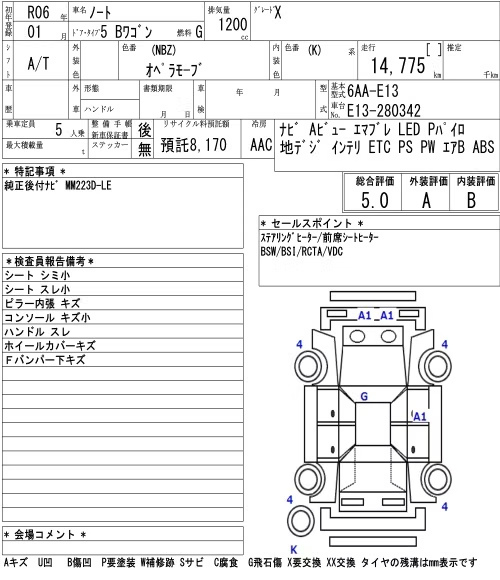 初年登録 R06 年 車名 ﾉｰﾄ 排気量 1200 cc ｸﾞﾚｰﾄﾞ X
01 月 ﾄﾞｱ・ﾀｲﾌﾟ 5 Bﾜｺﾞﾝ 燃料 G
シフト A/T 外装色 色番 (NBZ) ｵﾍﾟﾗﾓｰﾌﾞ 内装色 色番 (K) 系 走行 [ ] 14,775 km 推定 千km
車歴 外車 形態 ハンドル 書類期限 月 日 車検 年 月 型式 基本型式 6AA-E13
車台No. E13-280342
乗車定員 5 人乗 整備手帳 新車保証書 後 リサイクル料預託額 冷房 ﾅﾋﾞ Aﾋﾞｭｰ ｴﾏﾌﾞﾚ LED Pﾊﾟｲﾛ
最大積載量 t ステッカー 無 預託8,170 AAC 地ﾃﾞｼﾞ ｲﾝﾃﾘ ETC PS PW ｴｱB ABS
総合評価 外装評価 内装評価
5.0 A B
* 特記事項 *
純正後付ﾅﾋﾞ MM223D-LE
* セールスポイント *
ｽﾃｱﾘﾝｸﾞﾋｰﾀｰ/前席ｼｰﾄﾋｰﾀｰ
BSW/BSI/RCTA/VDC
* 検査員報告備考 *
シート シミ小
シート スレ小
ピラー内張 キズ
コンソール キズ小
ハンドル スレ
ホイールカバーキズ
Ｆバンパー下キズ
A1 A1
4 4
G
A1
4 4
K
* 会場コメント *
Aキズ U凹 B傷凹 P要塗装 W補修跡 Sサビ C腐食 G飛石傷 X要交換 XX交換 タイヤの残溝はmm表示です